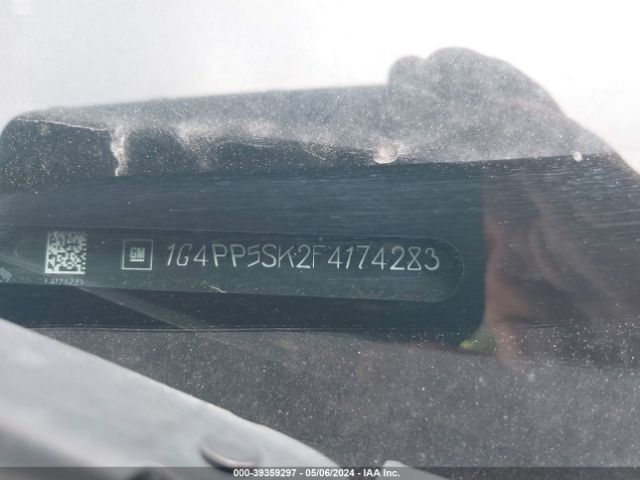 GM 1G4PP5SK2F4174283
000-39359297 - 05/06/2024 - IAA Inc.